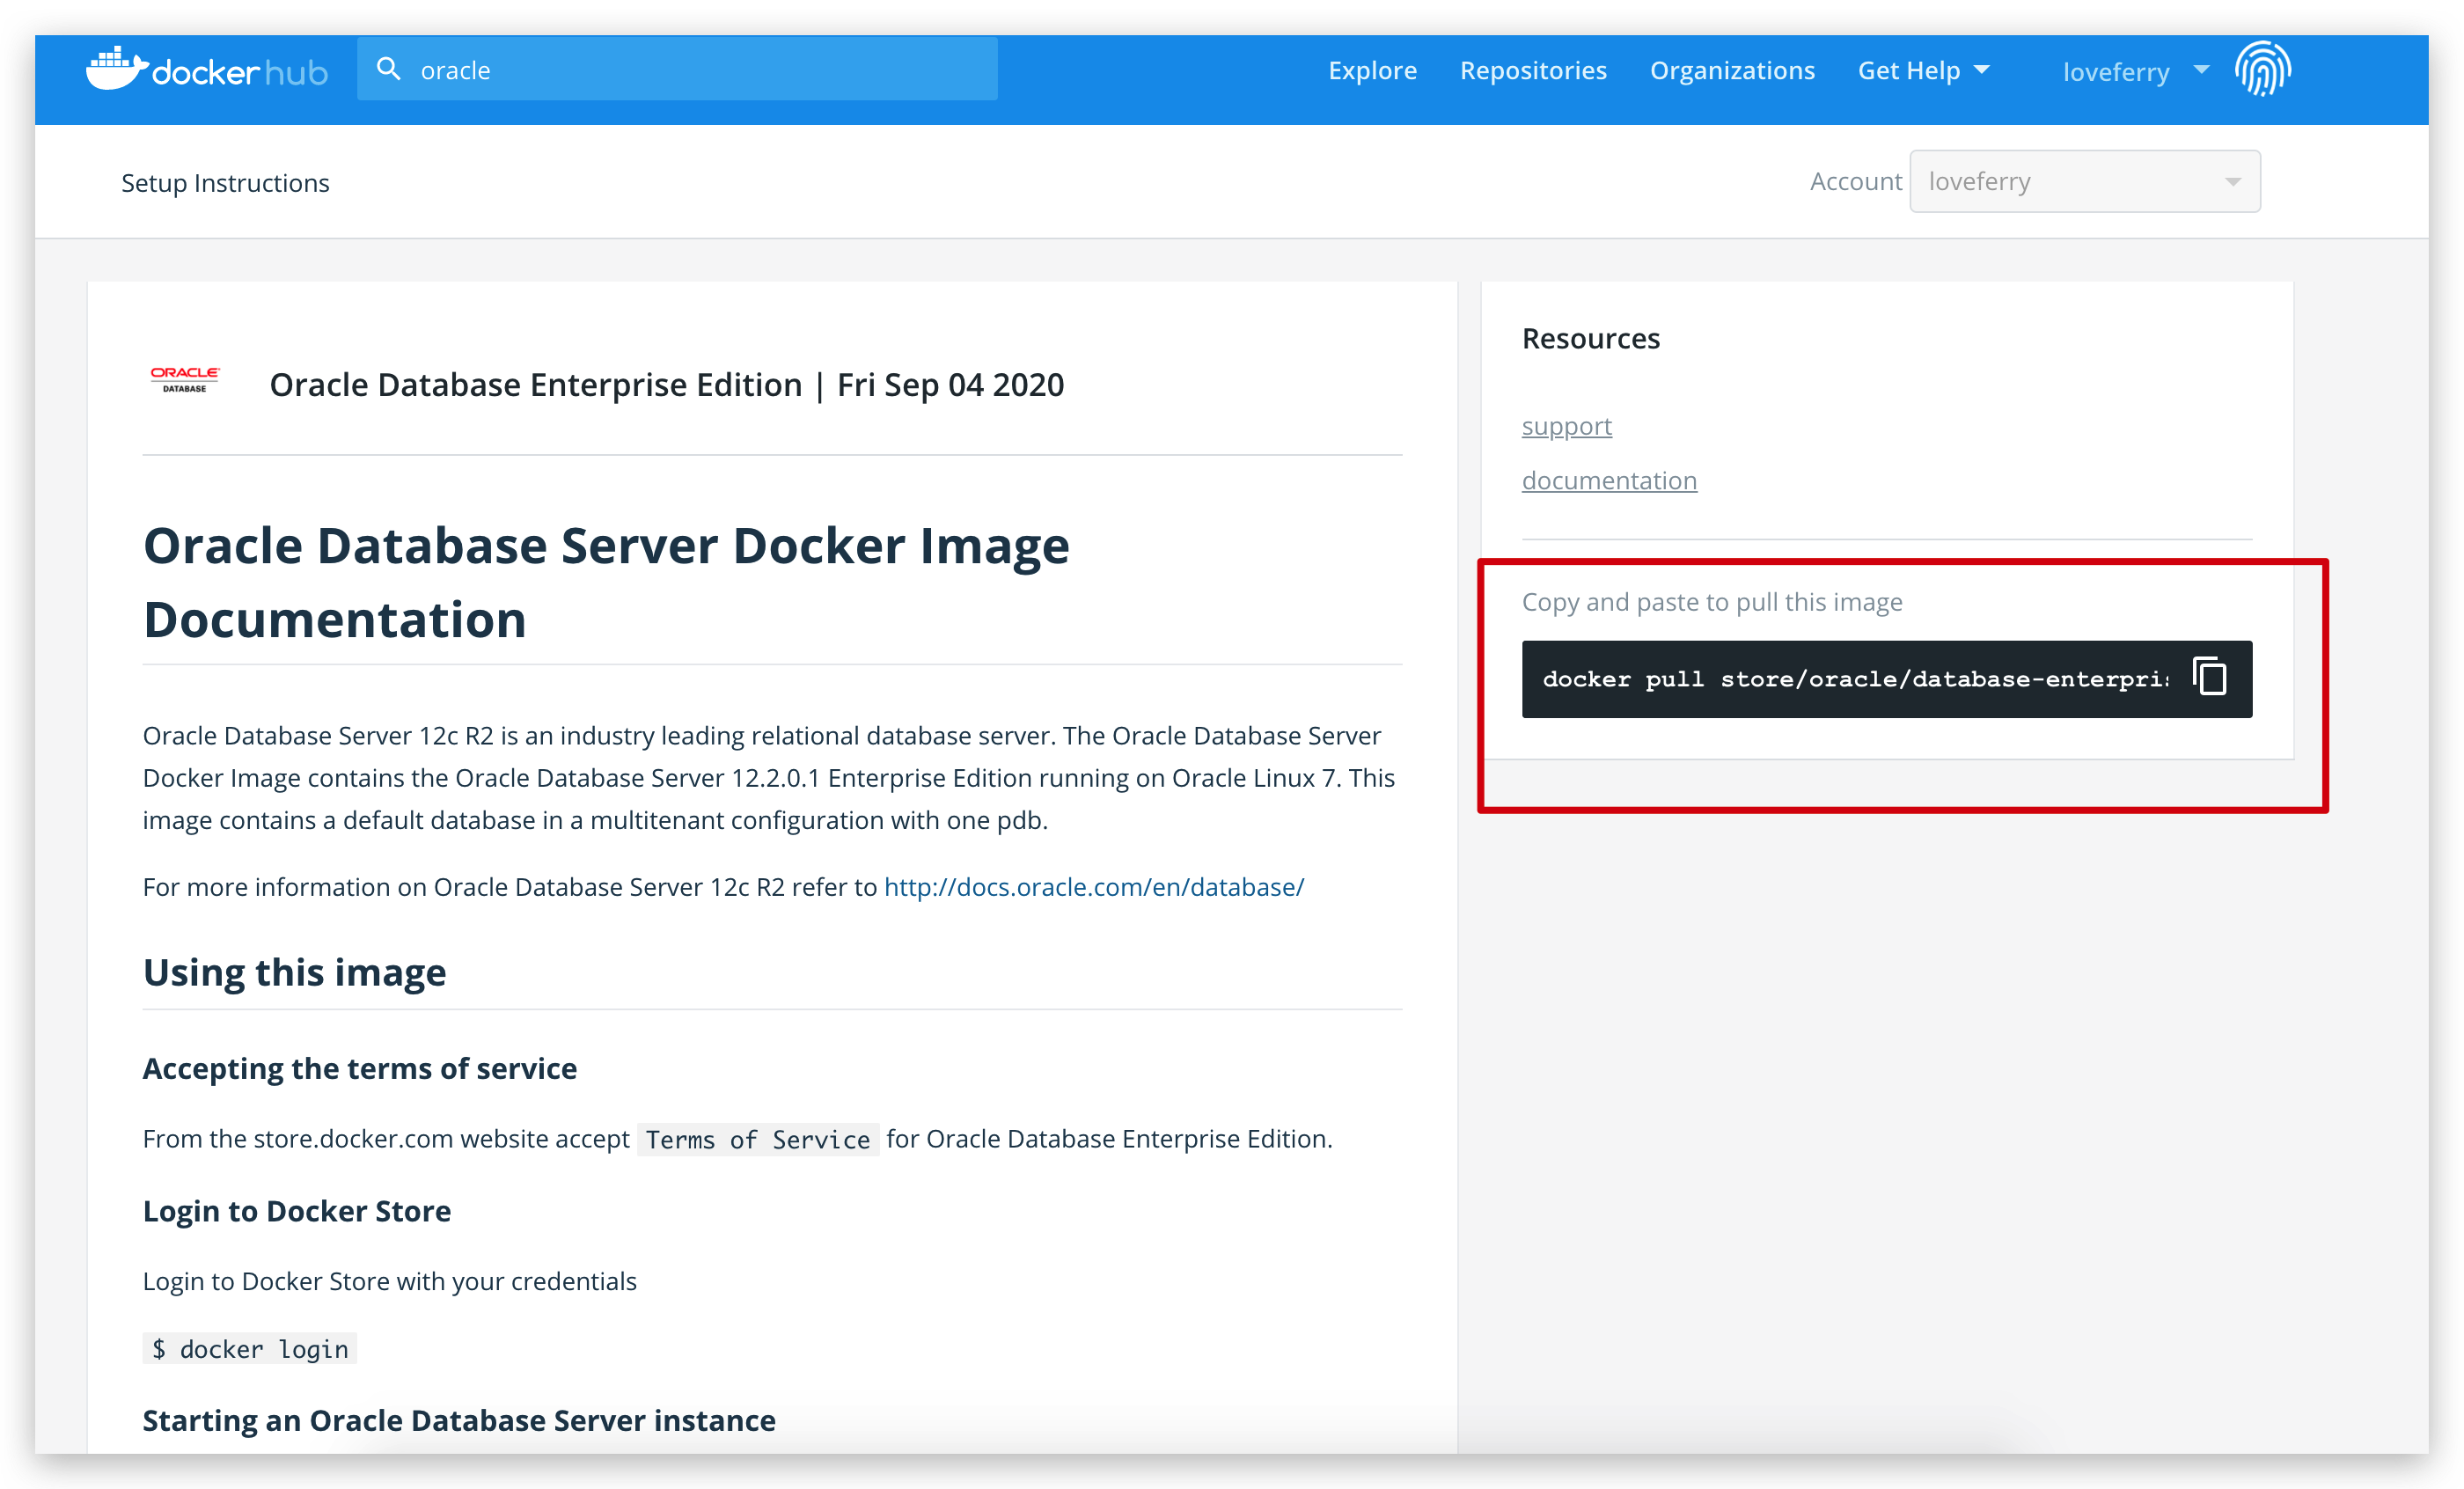 docker hub
oracle
Explore
Repositories
Organizations
Get Help
loveferry
Setup Instructions
Account
loveferry
ORACLE
DATABASE
Oracle Database Enterprise Edition | Fri Sep 04 2020
Oracle Database Server Docker Image
Documentation
Oracle Database Server 12c R2 is an industry leading relational database server. The Oracle Database Server
Docker Image contains the Oracle Database Server 12.2.0.1 Enterprise Edition running on Oracle Linux 7. This
image contains a default database in a multitenant configuration with one pdb.
For more information on Oracle Database Server 12c R2 refer to http://docs.oracle.com/en/database/
Using this image
Accepting the terms of service
From the store.docker.com website accept Terms of Service for Oracle Database Enterprise Edition.
Login to Docker Store
Login to Docker Store with your credentials
$ docker login
Starting an Oracle Database Server instance
Resources
support
documentation
Copy and paste to pull this image
docker pull store/oracle/database-enterpri